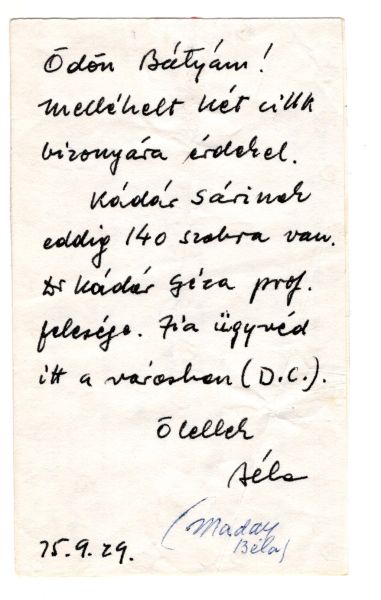 Ödön Bátyám!
Mellékelt két cikk
bizonyára érdekel.
Kádár Sárinak
eddig 140 szobra van.
Dr Kádár Géza prof.
felesége. Fia ügyvéd
itt a városban (D.C.).
Ölellek
Béla
(Maday
Béla)
75.9.29.